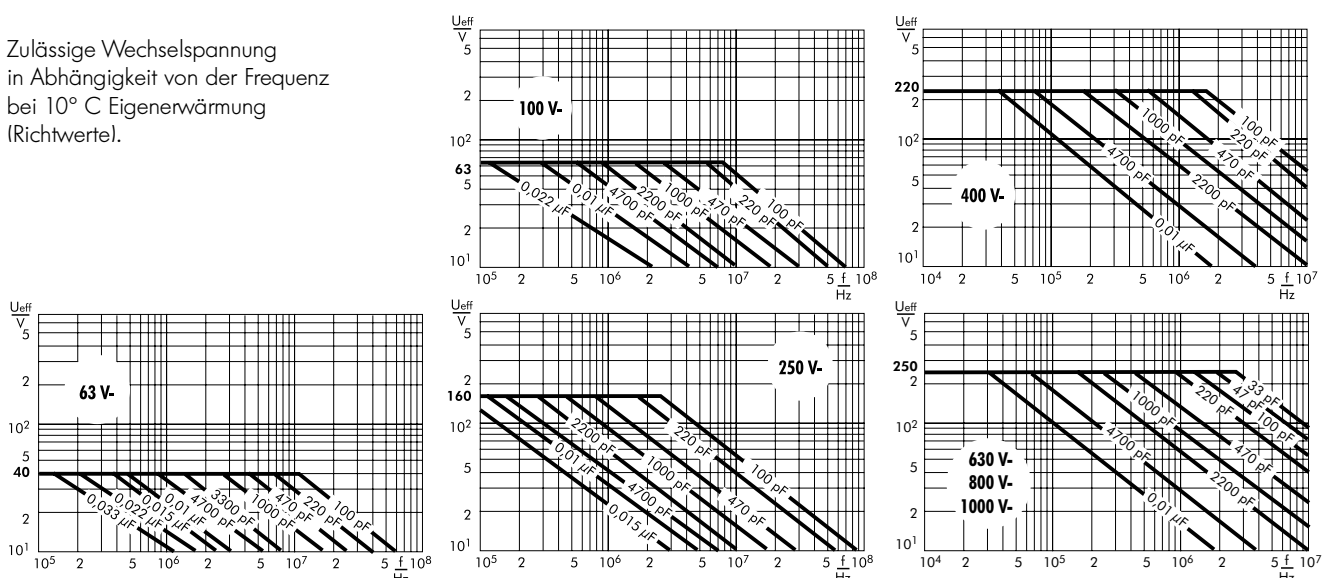 Zulässige Wechselspannung
in Abhängigkeit von der Frequenz
bei 10° C Eigenerwärmung
(Richtwerte).
Ueff
V
5
2
100 V-
10²
63
5
0,022 µF
0,01 µF
4700 pF
2200 pF
1000 pF
470 pF
220 pF
100 pF
2
10¹
10⁵ 2 5 10⁶ 2 5 10⁷ 2 5 f 10⁸
Hz
Ueff
V
5
220
2
10²
100 pF
220 pF
1000 pF
470 pF
4700 pF
2200 pF
5
400 V-
2
0,01 µF
10¹
10⁴ 2 5 10⁵ 2 5 10⁶ 2 5 f 10⁷
Hz
Ueff
V
5
2
63 V-
10²
5
40
0,033 µF
0,022 µF
0,015 µF
0,01 µF
4700 pF
3300 pF
1000 pF
470 pF
220 pF
100 pF
2
10¹
10⁵ 2 5 10⁶ 2 5 10⁷ 2 5 f 10⁸
Hz
Ueff
V
5
250 V-
2
160
10²
2200 pF
220 pF
0,01 µF
1000 pF
100 pF
5
4700 pF
470 pF
2
0,015 µF
10¹
10⁵ 2 5 10⁶ 2 5 10⁷ 2 5 f 10⁸
Hz
Ueff
V
5
250
2
33 pF
47 pF
220 pF
100 pF
1000 pF
10²
4700 pF
470 pF
630 V-
5
800 V-
2200 pF
1000 V-
2
0,01 µF
10¹
10⁴ 2 5 10⁵ 2 5 10⁶ 2 5 f 10⁷
Hz